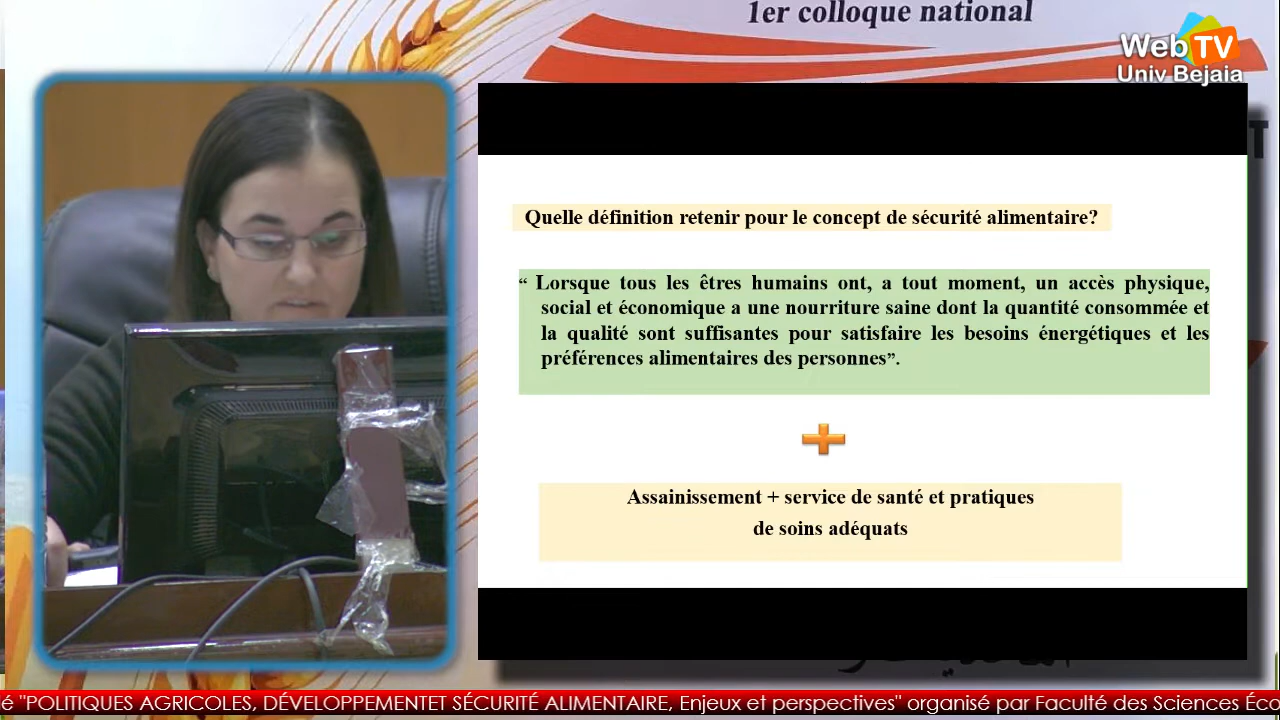 1er colloque national
WebTV
Univ Bejaia
Quelle définition retenir pour le concept de sécurité alimentaire?
“ Lorsque tous les êtres humains ont, a tout moment, un accès physique,
social et économique a une nourriture saine dont la quantité consommée et
la qualité sont suffisantes pour satisfaire les besoins énergétiques et les
préférences alimentaires des personnes”.
Assainissement + service de santé et pratiques
de soins adéquats
é "POLITIQUES AGRICOLES, DÉVELOPPEMENTET SÉCURITÉ ALIMENTAIRE, Enjeux et perspectives" organisé par Faculté des Sciences Éco